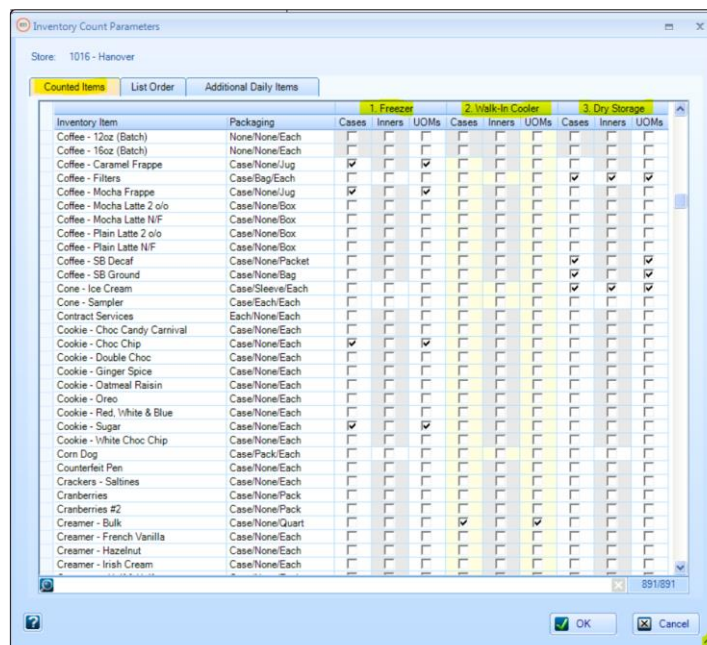 Inventory Count Parameters
Store: 1016 - Hanover
Counted Items List Order Additional Daily Items
1. Freezer 2. Walk-In Cooler 3. Dry Storage
Inventory Item Packaging Cases Inners UOMs Cases Inners UOMs Cases Inners UOMs
Coffee - 12oz (Batch) None/None/Each
Coffee - 16oz (Batch) None/None/Each
Coffee - Caramel Frappe Case/None/Jug
Coffee - Filters Case/Bag/Each
Coffee - Mocha Frappe Case/None/Jug
Coffee - Mocha Latte 2 o/o Case/None/Box
Coffee - Mocha Latte N/F Case/None/Box
Coffee - Plain Latte 2 o/o Case/None/Box
Coffee - Plain Latte N/F Case/None/Box
Coffee - SB Decaf Case/None/Packet
Coffee - SB Ground Case/None/Bag
Cone - Ice Cream Case/Sleeve/Each
Cone - Sampler Case/Each/Each
Contract Services Each/None/Each
Cookie - Choc Candy Carnival Case/None/Each
Cookie - Choc Chip Case/None/Each
Cookie - Double Choc Case/None/Each
Cookie - Ginger Spice Case/None/Each
Cookie - Oatmeal Raisin Case/None/Each
Cookie - Oreo Case/None/Each
Cookie - Red, White & Blue Case/None/Each
Cookie - Sugar Case/None/Each
Cookie - White Choc Chip Case/None/Each
Corn Dog Case/Pack/Each
Counterfeit Pen Case/None/Each
Crackers - Saltines Case/None/Each
Cranberries Case/None/Pack
Cranberries #2 Case/None/Pack
Creamer - Bulk Case/None/Quart
Creamer - French Vanilla Case/None/Each
Creamer - Hazelnut Case/None/Each
Creamer - Irish Cream Case/None/Each
891/891
OK Cancel